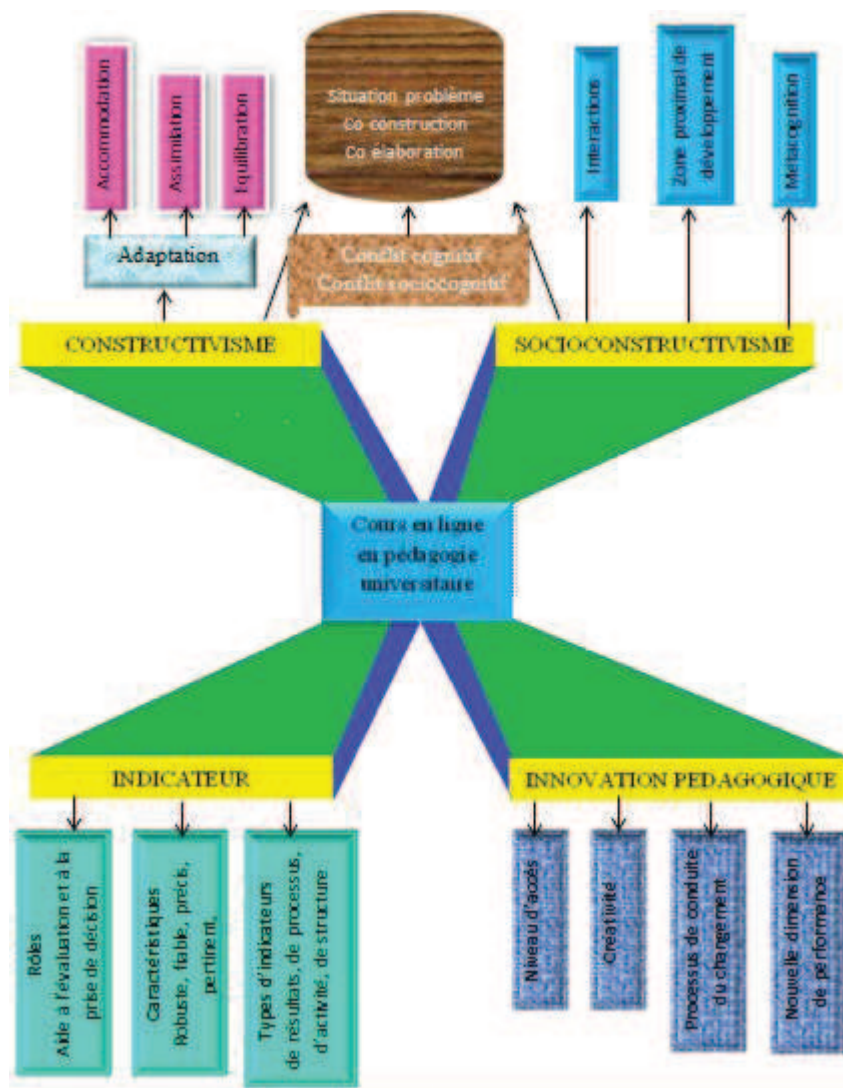 Accommodation
Assimilation
Equilibration
Situation problème
Co construction
Co élaboration
Interactions
Zone proximal de
développement
Métacognition
Adaptation
Conflit cognitif
Conflit sociocognitif
CONSTRUCTIVISME
SOCIOCONSTRUCTIVISME
Cours en ligne
en pédagogie
universitaire
INDICATEUR
INNOVATION PEDAGOGIQUE
Rôles
Aide à l'évaluation et à la
prise de décision
Caractéristiques
Robuste, fiable, précis,
pertinent,
Types d'indicateurs
de résultats, de processus,
d'activité, de structure
Niveau d'accès
Créativité
Processus de conduite
du changement
Nouvelle dimension
de performance